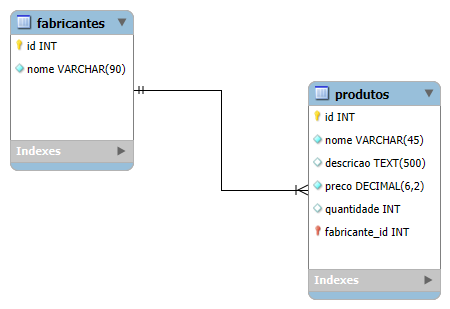 fabricantes
id INT
nome VARCHAR(90)
Indexes
produtos
id INT
nome VARCHAR(45)
descricao TEXT(500)
preco DECIMAL(6,2)
quantidade INT
fabricante_id INT
Indexes